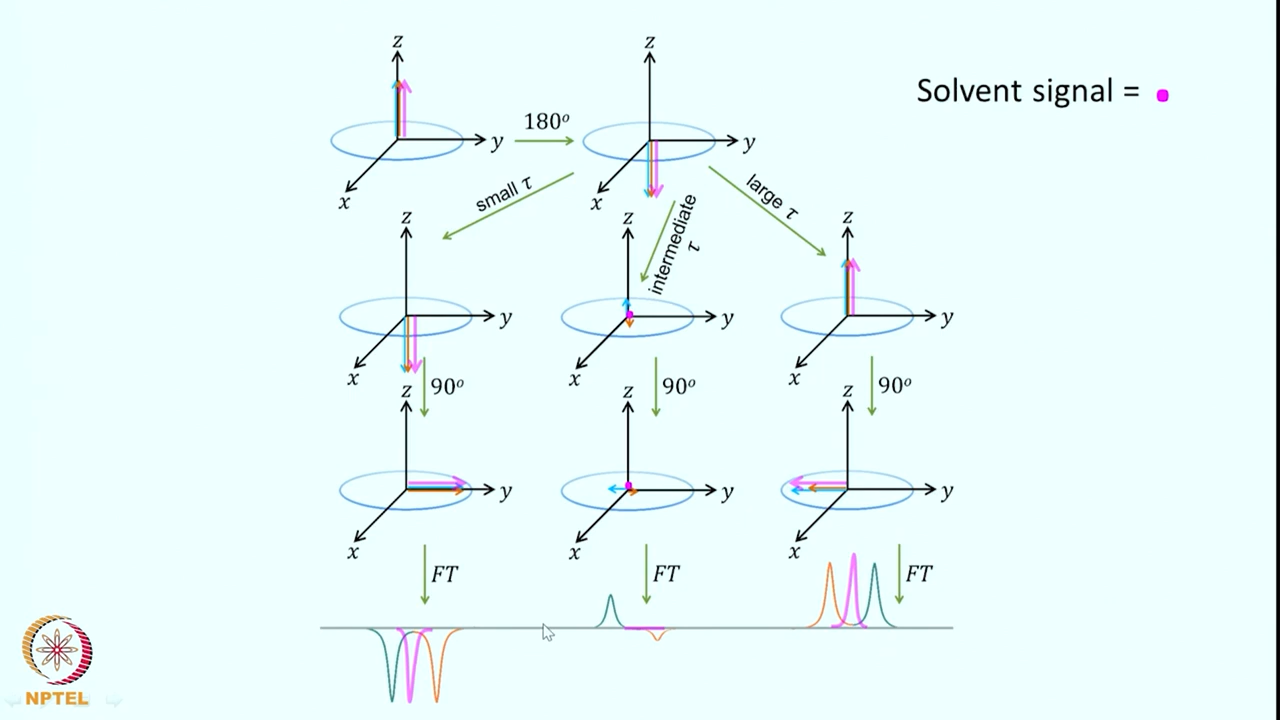 Solvent signal =
z
z
y
180°
y
x
x
small τ
intermediate τ
large τ
z
z
z
y
y
y
x
x
x
90°
90°
90°
z
z
z
y
y
y
x
x
x
FT
FT
FT
NPTEL